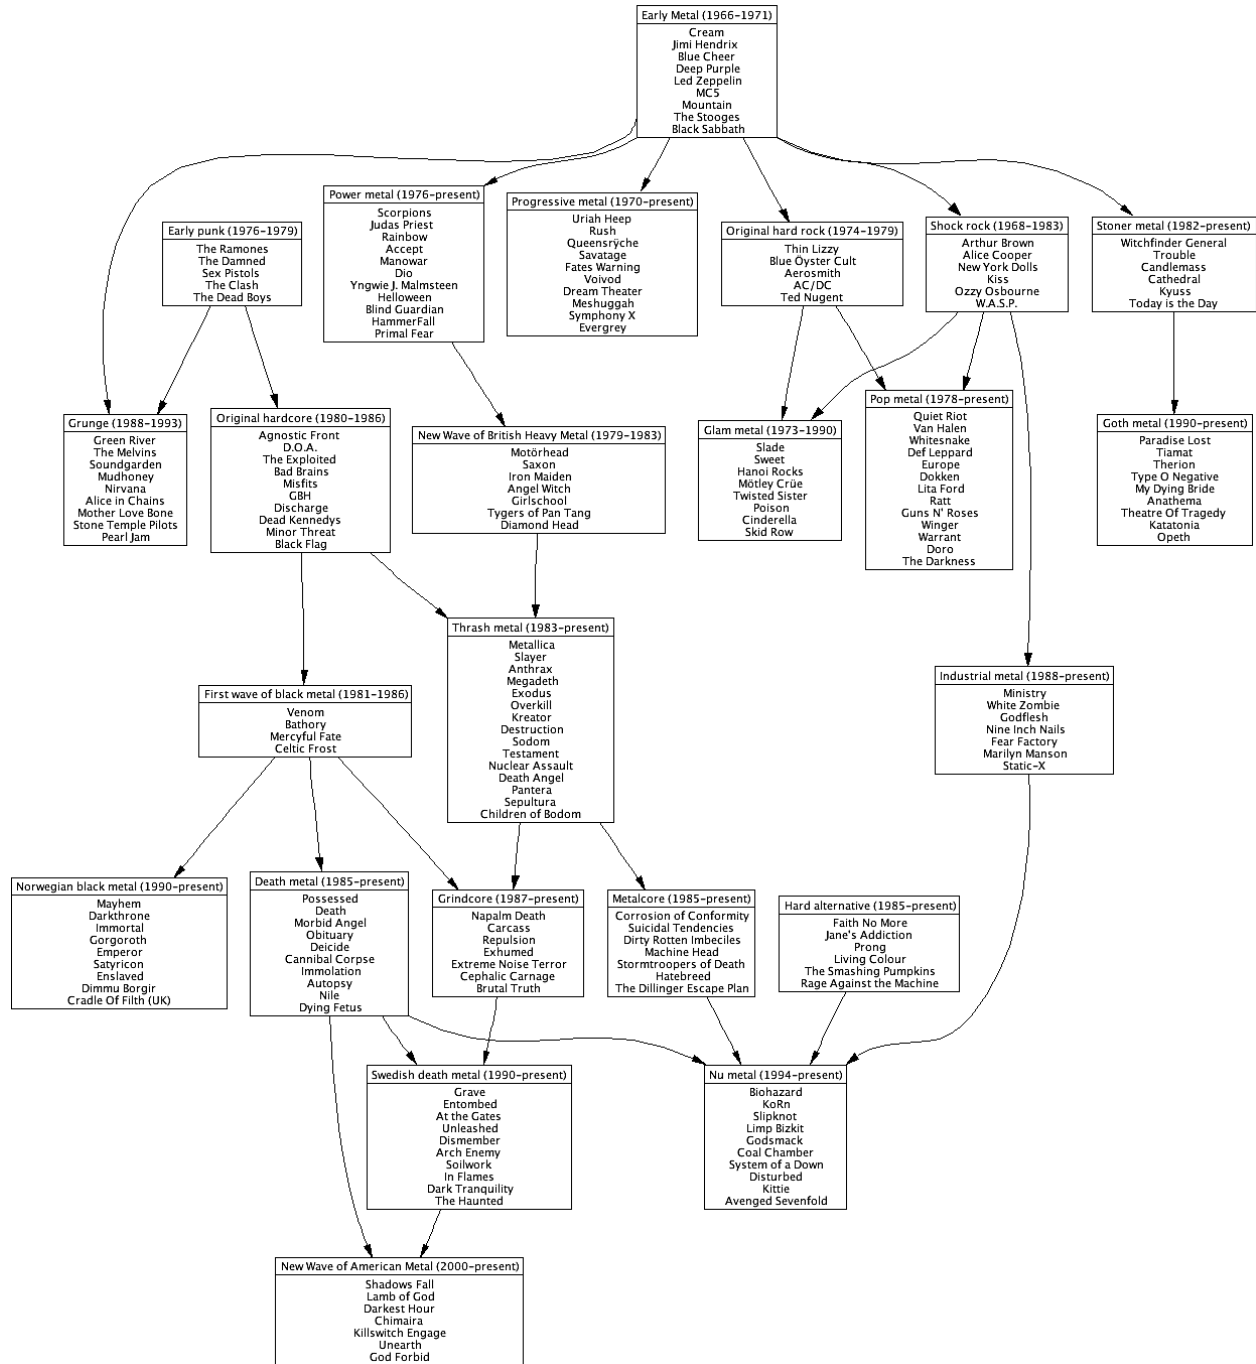 Early Metal (1966-1971)
Cream
Jimi Hendrix
Blue Cheer
Deep Purple
Led Zeppelin
MC5
Mountain
The Stooges
Black Sabbath
Power metal (1976-present)
Scorpions
Judas Priest
Rainbow
Accept
Manowar
Dio
Yngwie J. Malmsteen
Helloween
Blind Guardian
HammerFall
Primal Fear
Progressive metal (1970-present)
Uriah Heep
Rush
Queensrÿche
Savatage
Fates Warning
Voivod
Dream Theater
Meshuggah
Symphony X
Evergrey
Early punk (1976-1979)
The Ramones
The Damned
Sex Pistols
The Clash
The Dead Boys
Original hard rock (1974-1979)
Thin Lizzy
Blue Öyster Cult
Aerosmith
AC/DC
Ted Nugent
Shock rock (1968-1983)
Arthur Brown
Alice Cooper
New York Dolls
Kiss
Ozzy Osbourne
W.A.S.P.
Stoner metal (1982-present)
Witchfinder General
Trouble
Candlemass
Cathedral
Kyuss
Today is the Day
Grunge (1988-1993)
Green River
The Melvins
Soundgarden
Mudhoney
Nirvana
Alice in Chains
Mother Love Bone
Stone Temple Pilots
Pearl Jam
Original hardcore (1980-1986)
Agnostic Front
D.O.A.
The Exploited
Bad Brains
Misfits
GBH
Discharge
Dead Kennedys
Minor Threat
Black Flag
New Wave of British Heavy Metal (1979-1983)
Motörhead
Saxon
Iron Maiden
Angel Witch
Girlschool
Tygers of Pan Tang
Diamond Head
Glam metal (1973-1990)
Slade
Sweet
Hanoi Rocks
Mötley Crüe
Twisted Sister
Poison
Cinderella
Skid Row
Pop metal (1978-present)
Quiet Riot
Van Halen
Whitesnake
Def Leppard
Europe
Dokken
Lita Ford
Ratt
Guns N' Roses
Winger
Warrant
Doro
The Darkness
Goth metal (1990-present)
Paradise Lost
Tiamat
Therion
Type O Negative
My Dying Bride
Anathema
Theatre Of Tragedy
Katatonia
Opeth
Thrash metal (1983-present)
Metallica
Slayer
Anthrax
Megadeth
Exodus
Overkill
Kreator
Destruction
Sodom
Testament
Nuclear Assault
Death Angel
Pantera
Sepultura
Children of Bodom
First wave of black metal (1981-1986)
Venom
Bathory
Mercyful Fate
Celtic Frost
Industrial metal (1988-present)
Ministry
White Zombie
Godflesh
Nine Inch Nails
Fear Factory
Marilyn Manson
Static-X
Norwegian black metal (1990-present)
Mayhem
Darkthrone
Immortal
Gorgoroth
Emperor
Satyricon
Enslaved
Dimmu Borgir
Cradle Of Filth (UK)
Death metal (1985-present)
Possessed
Death
Morbid Angel
Obituary
Deicide
Cannibal Corpse
Immolation
Autopsy
Nile
Dying Fetus
Grindcore (1987-present)
Napalm Death
Carcass
Repulsion
Exhumed
Extreme Noise Terror
Cephalic Carnage
Brutal Truth
Metalcore (1985-present)
Corrosion of Conformity
Suicidal Tendencies
Dirty Rotten Imbeciles
Machine Head
Stormtroopers of Death
Hatebreed
The Dillinger Escape Plan
Hard alternative (1985-present)
Faith No More
Jane's Addiction
Prong
Living Colour
The Smashing Pumpkins
Rage Against the Machine
Swedish death metal (1990-present)
Grave
Entombed
At the Gates
Unleashed
Dismember
Arch Enemy
Soilwork
In Flames
Dark Tranquility
The Haunted
Nu metal (1994-present)
Biohazard
KoRn
Slipknot
Limp Bizkit
Godsmack
Coal Chamber
System of a Down
Disturbed
Kittie
Avenged Sevenfold
New Wave of American Metal (2000-present)
Shadows Fall
Lamb of God
Darkest Hour
Chimaira
Killswitch Engage
Unearth
God Forbid